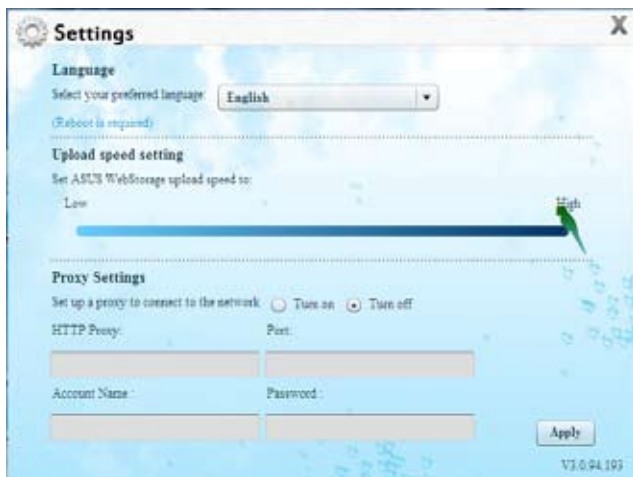 Settings
X
Language
Select your preferred language: English
(Reboot is required)
Upload speed setting
Set ASUS WebStorage upload speed to:
Low High
Proxy Settings
Set up a proxy to connect to the network Turn on Turn off
HTTP Proxy: Port:
Account Name : Password :
Apply
V3.0.94.193